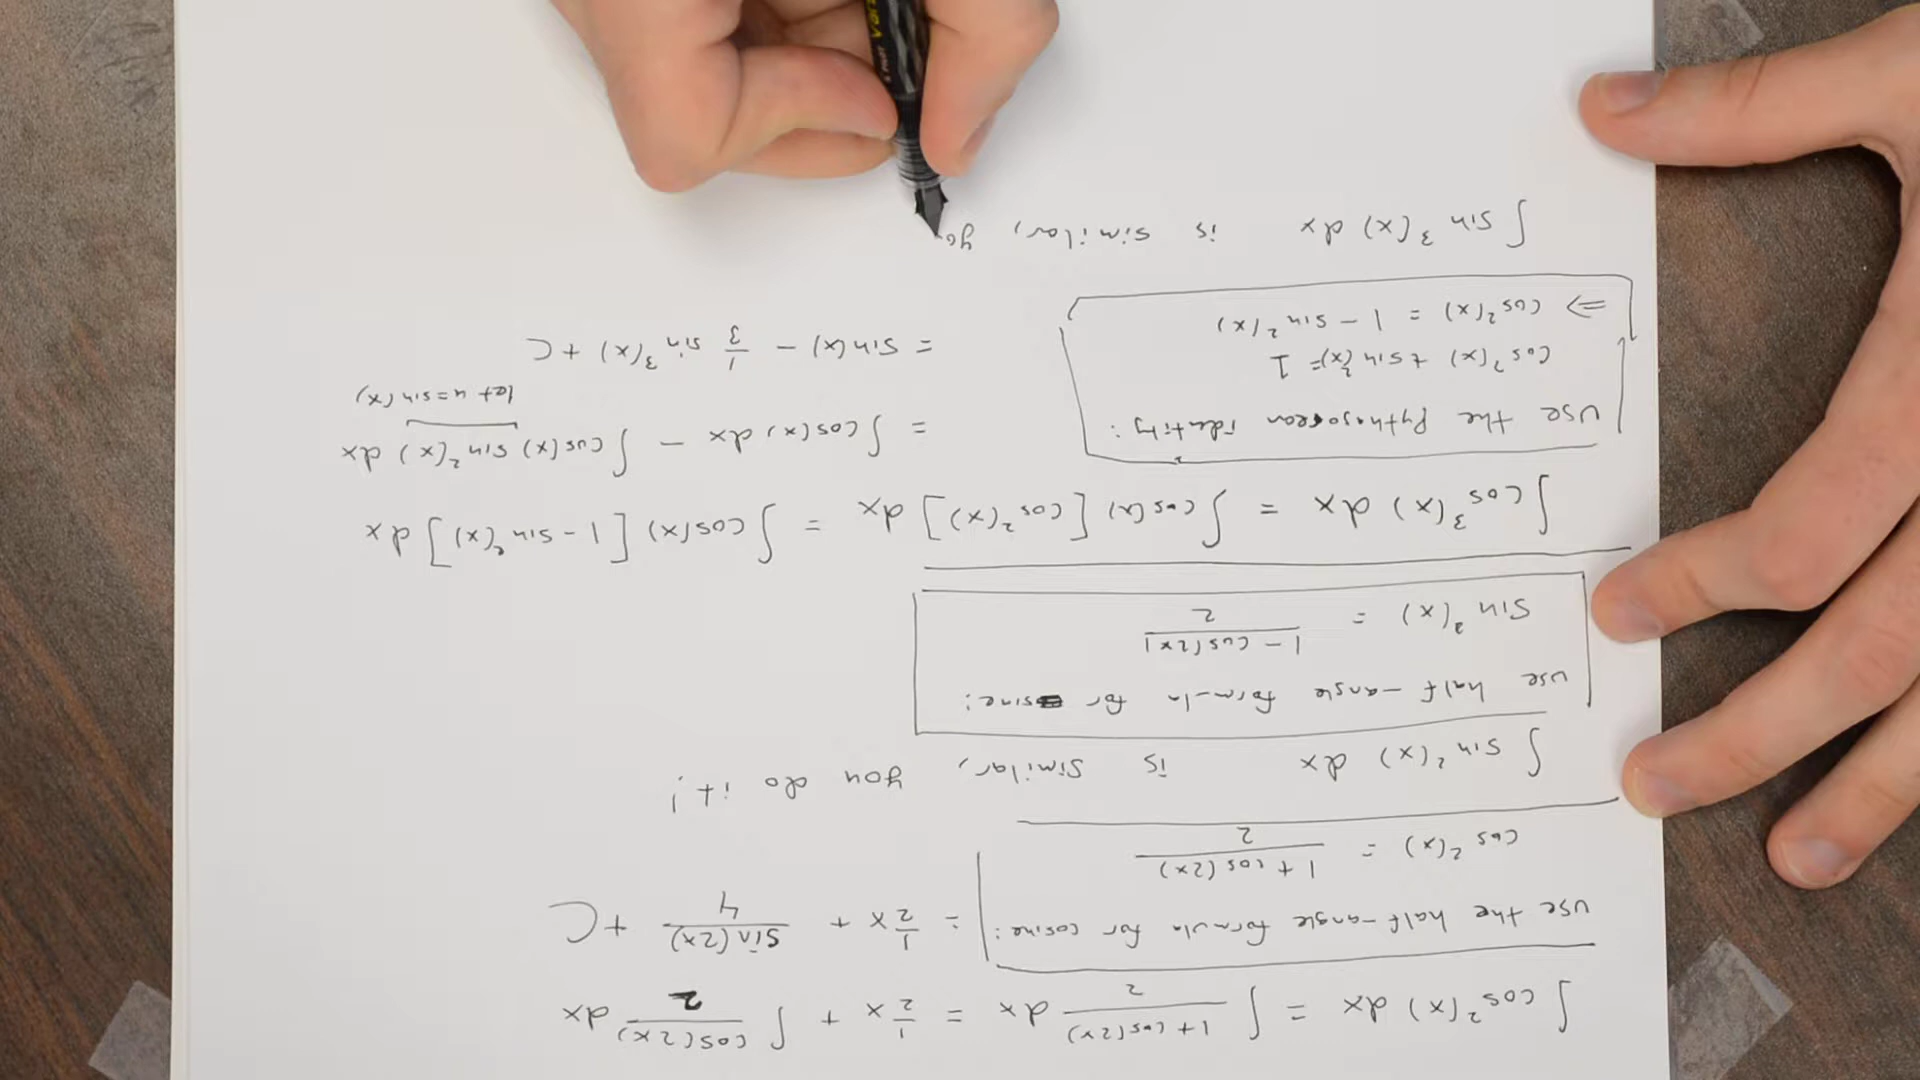 ∫ cos²(x) dx = ∫ (1 + cos(2x))/2 dx = 1/2 x + ∫ cos(2x)/2 dx
use the half-angle formula for cosine:
cos²(x) = (1 + cos(2x))/2
= 1/2 x + sin(2x)/4 + C
∫ sin²(x) dx is similar, you do it!
use half-angle formula for sine:
sin²(x) = (1 - cos(2x))/2
∫ cos³(x) dx = ∫ cos(x) [cos²(x)] dx = ∫ cos(x) [1 - sin²(x)] dx
Use the Pythagorean identity:
cos²(x) + sin²(x) = 1
⇒ cos²(x) = 1 - sin²(x)
= ∫ cos(x) dx - ∫ cos(x) sin²(x) dx
let u = sin(x)
= sin(x) - 1/3 sin³(x) + C
∫ sin³(x) dx is similar, yo